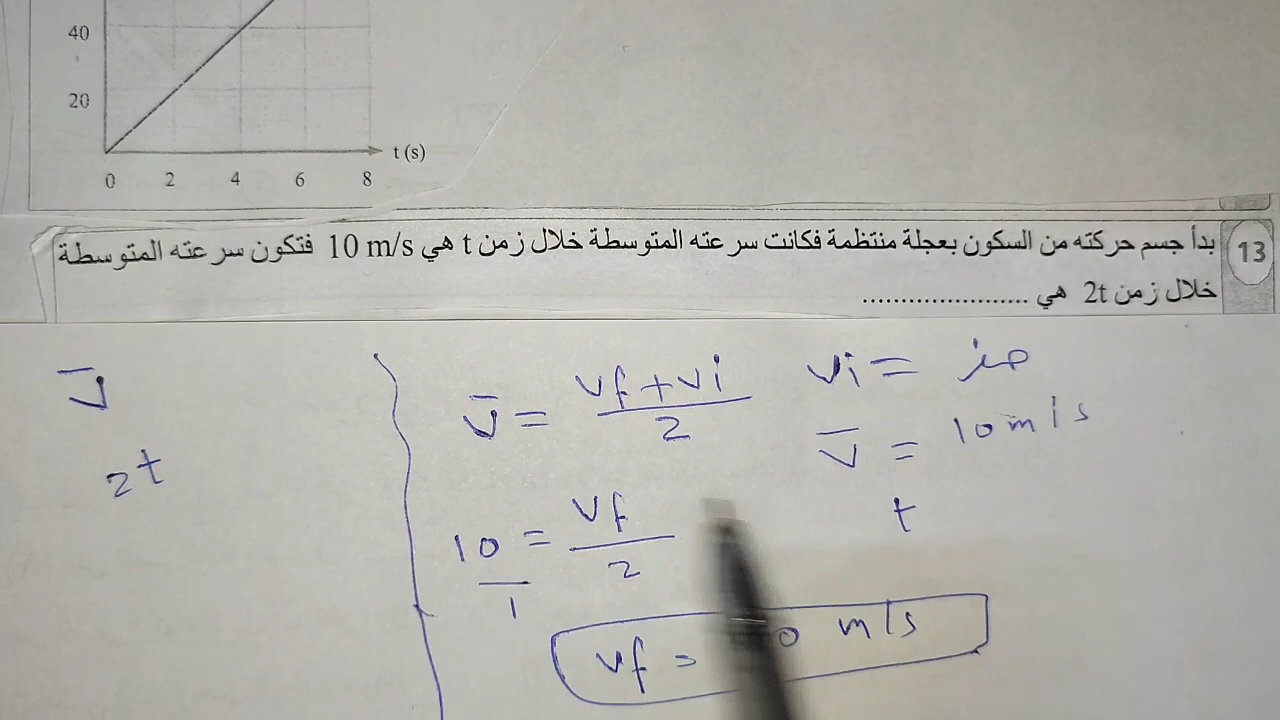 40
20
t (s)
0 2 4 6 8
13 بدأ جسم حركته من السكون بعجلة منتظمة فكانت سرعته المتوسطة خلال زمن t هي 10 m/s فتكون سرعته المتوسطة
خلال زمن 2t هي ......................
vi = صفر
v̄ = 10 m/s
t
v̄ = vf + vi / 2
10 / 1 = vf / 2
vf = 0 m/s
v̄
2t